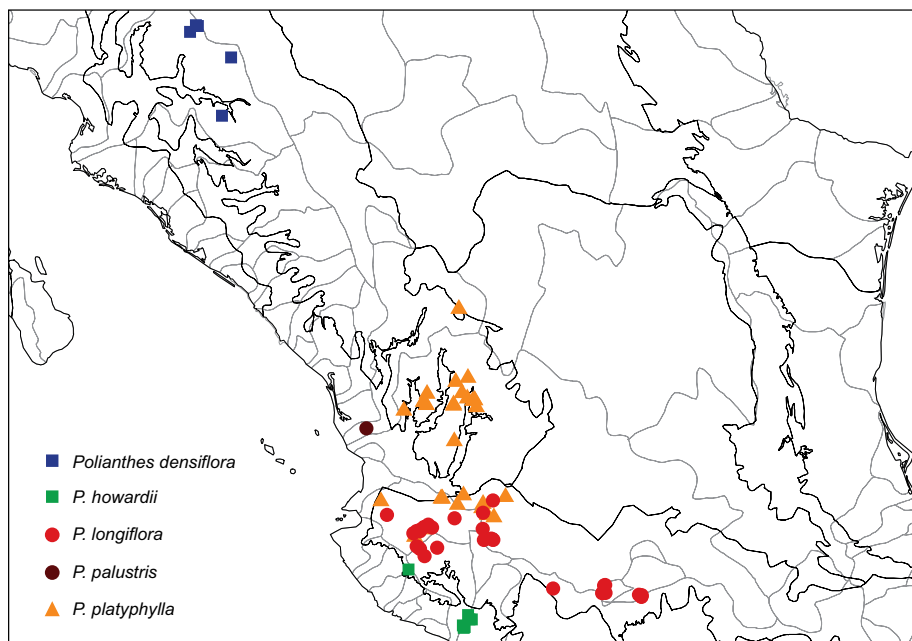 Polianthes densiflora
P. howardii
P. longiflora
P. palustris
P. platyphylla